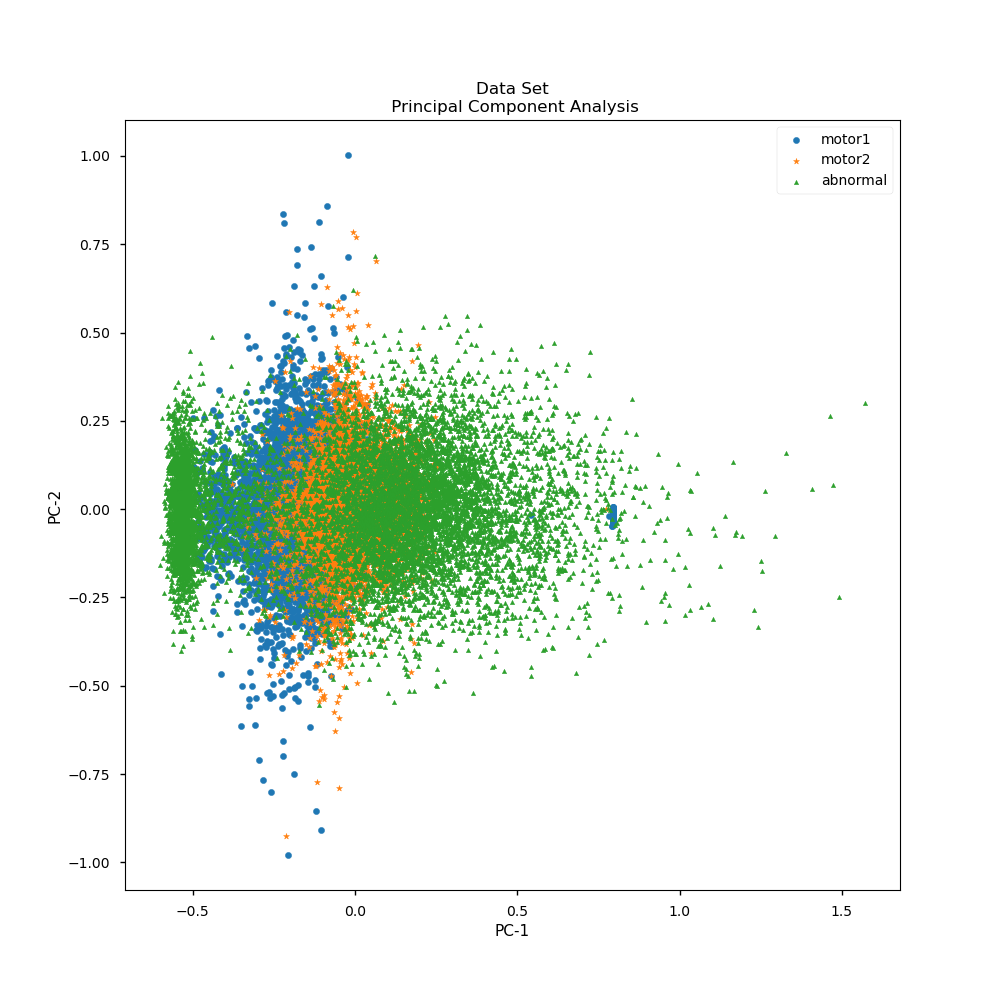 Data Set
Principal Component Analysis
motor1
motor2
abnormal
1.00
0.75
0.50
0.25
0.00
−0.25
−0.50
−0.75
−1.00
PC-2
−0.5
0.0
0.5
1.0
1.5
PC-1